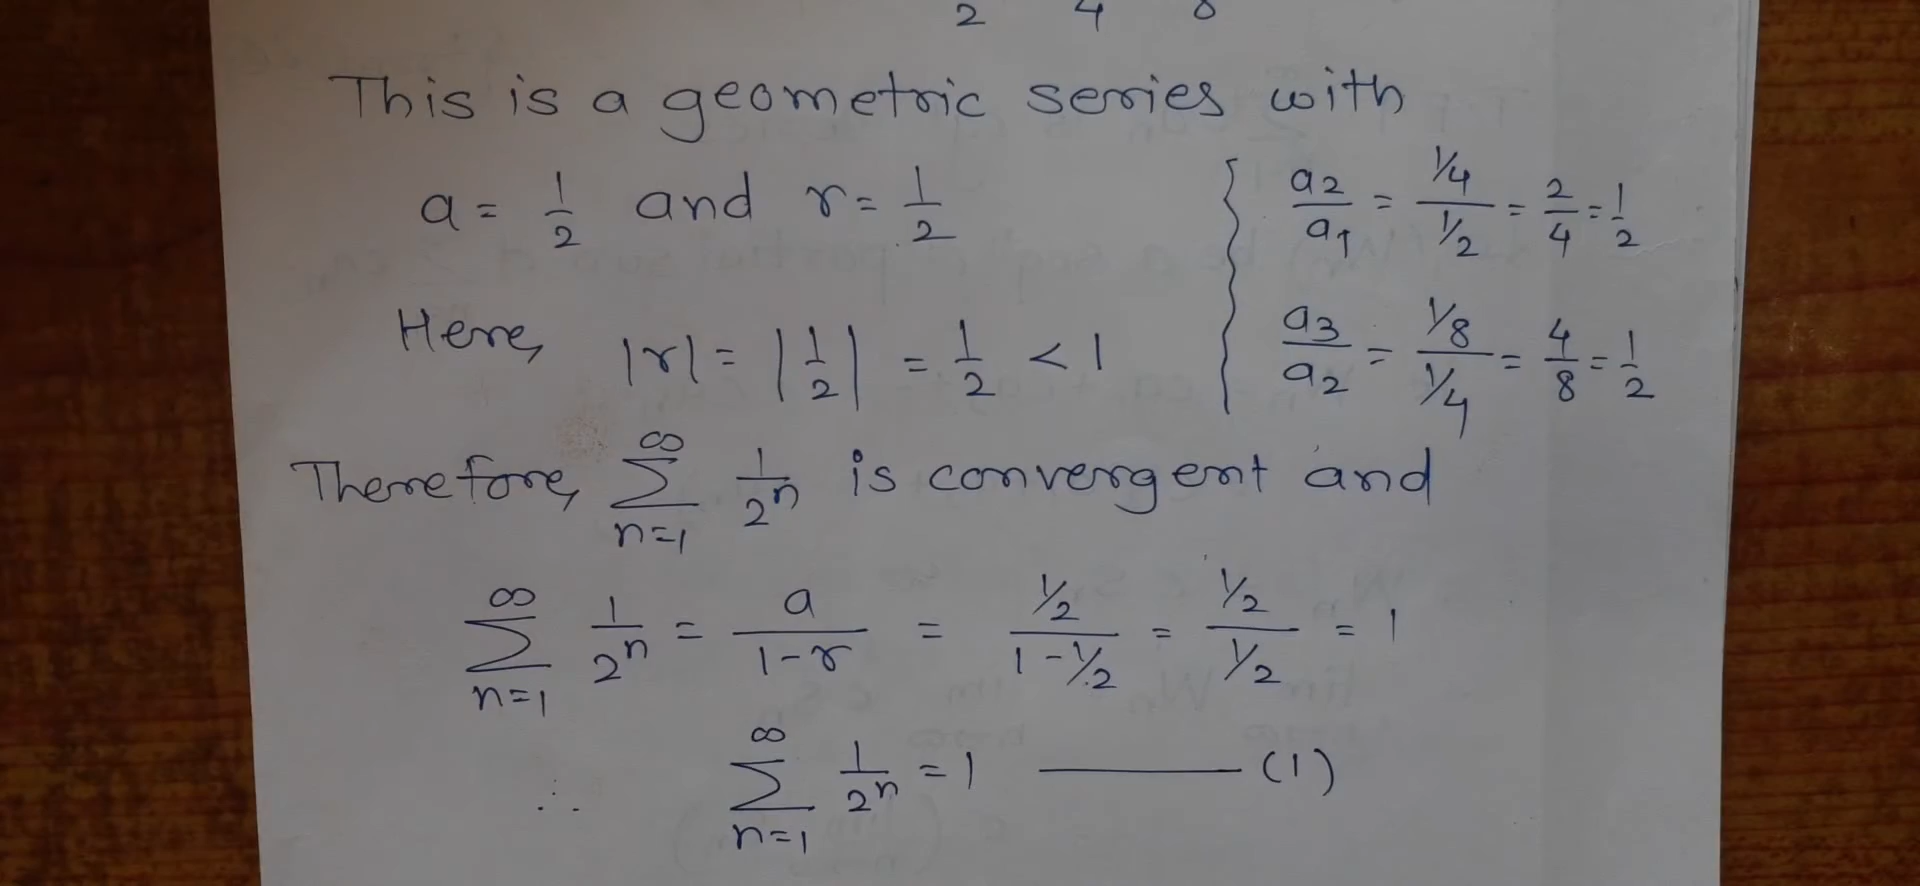 2 4 8
This is a geometric series with
a = 1/2 and r = 1/2 { a2/a1 = (1/4)/(1/2) = 2/4 = 1/2
Here, |r| = |1/2| = 1/2 < 1 a3/a2 = (1/8)/(1/4) = 4/8 = 1/2
Therefore, ∑_{n=1}^{∞} 1/2^n is convergent and
∑_{n=1}^{∞} 1/2^n = a/(1-r) = (1/2)/(1-1/2) = (1/2)/(1/2) = 1
∴ ∑_{n=1}^{∞} 1/2^n = 1 ——— (1)